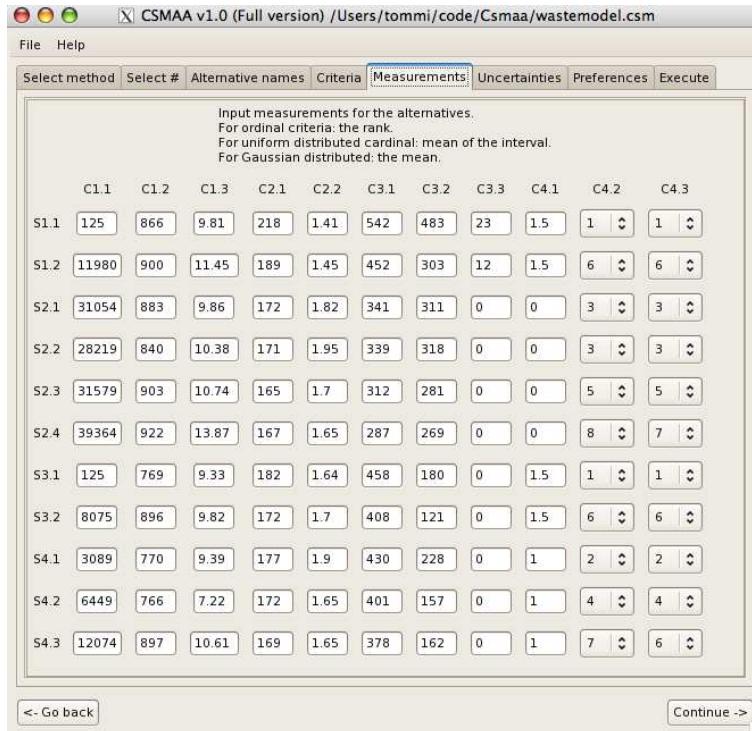 X CSMAA v1.0 (Full version) /Users/tommi/code/Csmaa/wastemodel.csm
File Help
Select method Select # Alternative names Criteria Measurements Uncertainties Preferences Execute
Input measurements for the alternatives.
For ordinal criteria: the rank.
For uniform distributed cardinal: mean of the interval.
For Gaussian distributed: the mean.
C1.1 C1.2 C1.3 C2.1 C2.2 C3.1 C3.2 C3.3 C4.1 C4.2 C4.3
S1.1 125 866 9.81 218 1.41 542 483 23 1.5 1 1
S1.2 11980 900 11.45 189 1.45 452 303 12 1.5 6 6
S2.1 31054 883 9.86 172 1.82 341 311 0 0 3 3
S2.2 28219 840 10.38 171 1.95 339 318 0 0 3 3
S2.3 31579 903 10.74 165 1.7 312 281 0 0 5 5
S2.4 39364 922 13.87 167 1.65 287 269 0 0 8 7
S3.1 125 769 9.33 182 1.64 458 180 0 1.5 1 1
S3.2 8075 896 9.82 172 1.7 408 121 0 1.5 6 6
S4.1 3089 770 9.39 177 1.9 430 228 0 1 2 2
S4.2 6449 766 7.22 172 1.65 401 157 0 1 4 4
S4.3 12074 897 10.61 169 1.65 378 162 0 1 7 6
<- Go back Continue ->